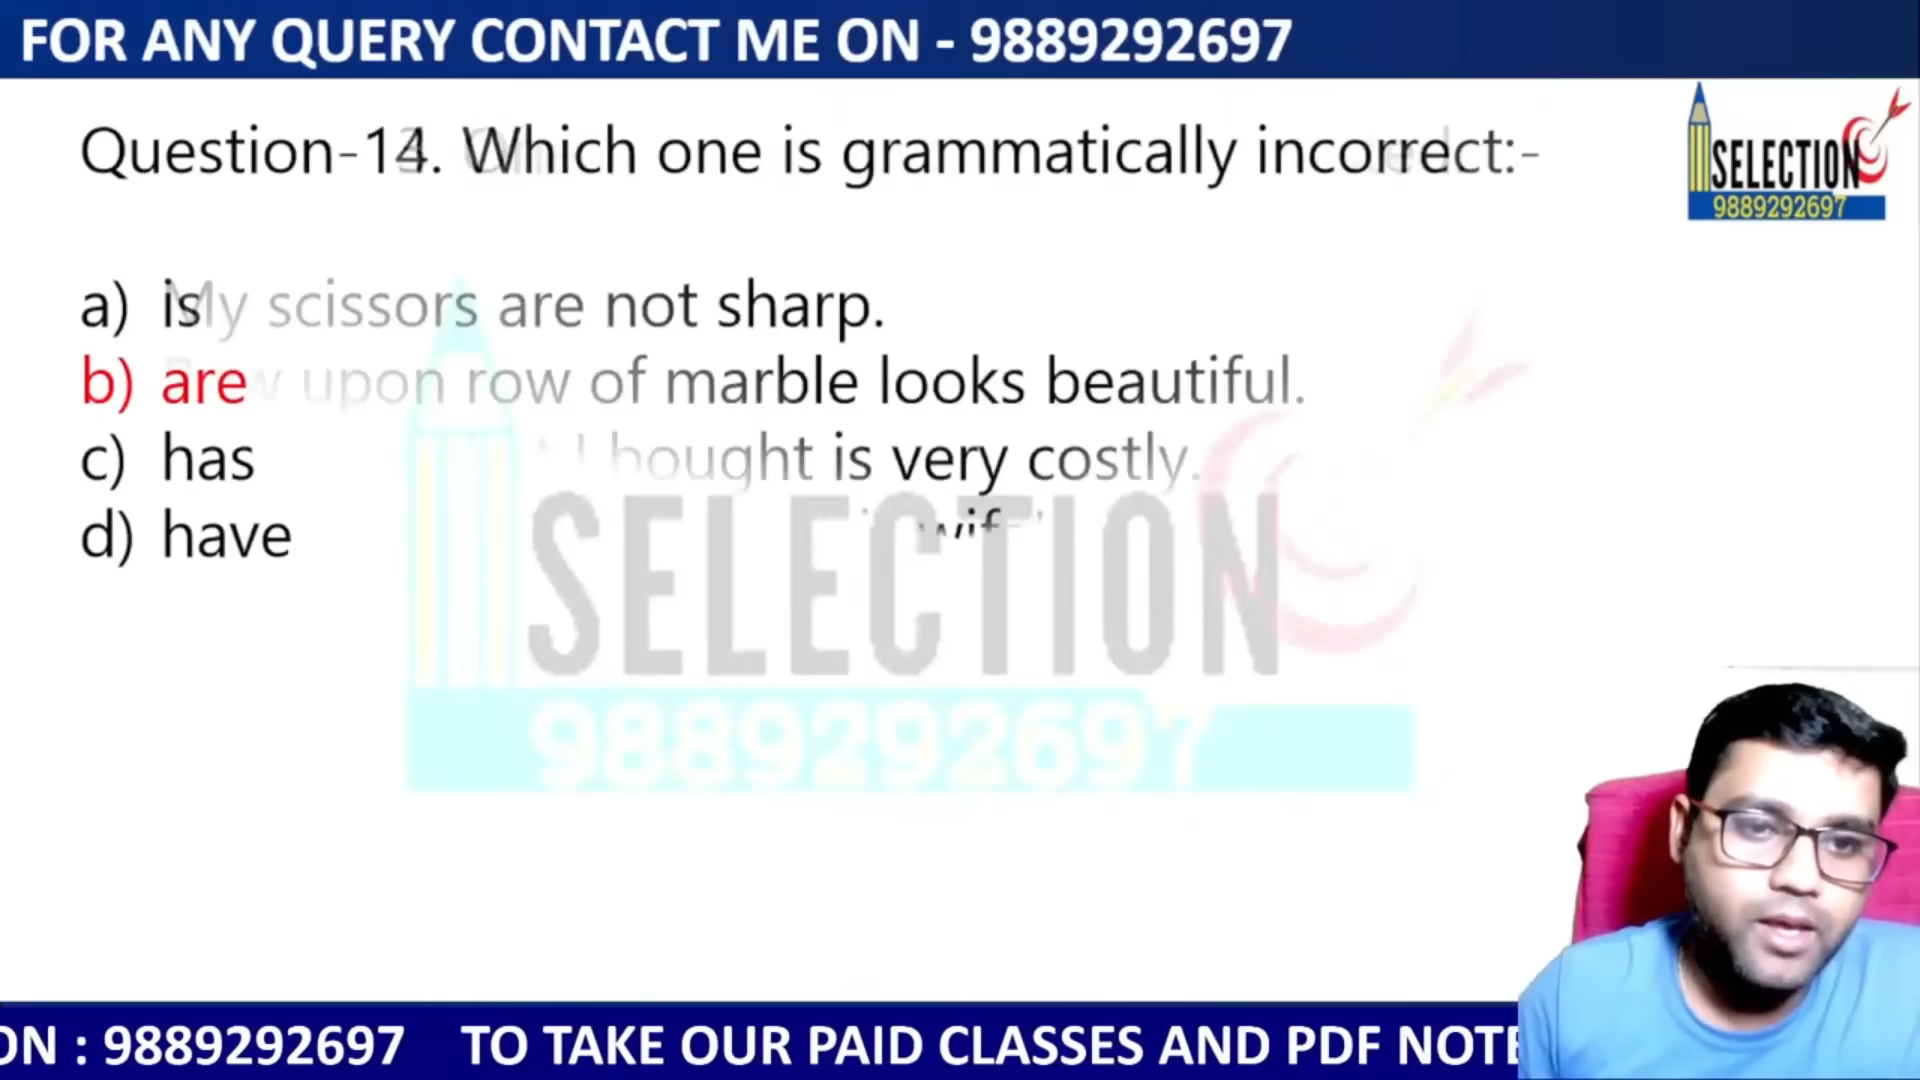 FOR ANY QUERY CONTACT ME ON - 9889292697
Question-14. Which one is grammatically incorrect:-
SELECTION
9889292697
a) is My scissors are not sharp.
b) are upon row of marble looks beautiful.
c) has I bought is very costly.
d) have
SELECTION
9889292697
ON : 9889292697 TO TAKE OUR PAID CLASSES AND PDF NOTE